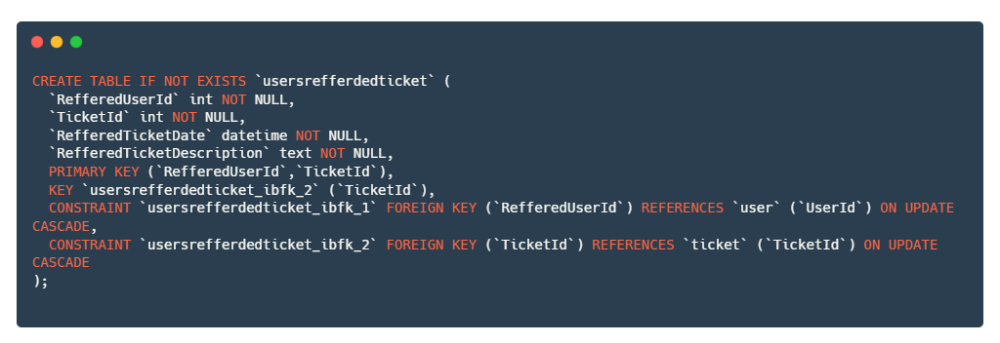 CREATE TABLE IF NOT EXISTS `usersrefferdedticket` (
  `RefferedUserId` int NOT NULL,
  `TicketId` int NOT NULL,
  `RefferedTicketDate` datetime NOT NULL,
  `RefferedTicketDescription` text NOT NULL,
  PRIMARY KEY (`RefferedUserId`,`TicketId`),
  KEY `usersrefferdedticket_ibfk_2` (`TicketId`),
  CONSTRAINT `usersrefferdedticket_ibfk_1` FOREIGN KEY (`RefferedUserId`) REFERENCES `user` (`UserId`) ON UPDATE
CASCADE,
  CONSTRAINT `usersrefferdedticket_ibfk_2` FOREIGN KEY (`TicketId`) REFERENCES `ticket` (`TicketId`) ON UPDATE
CASCADE
);